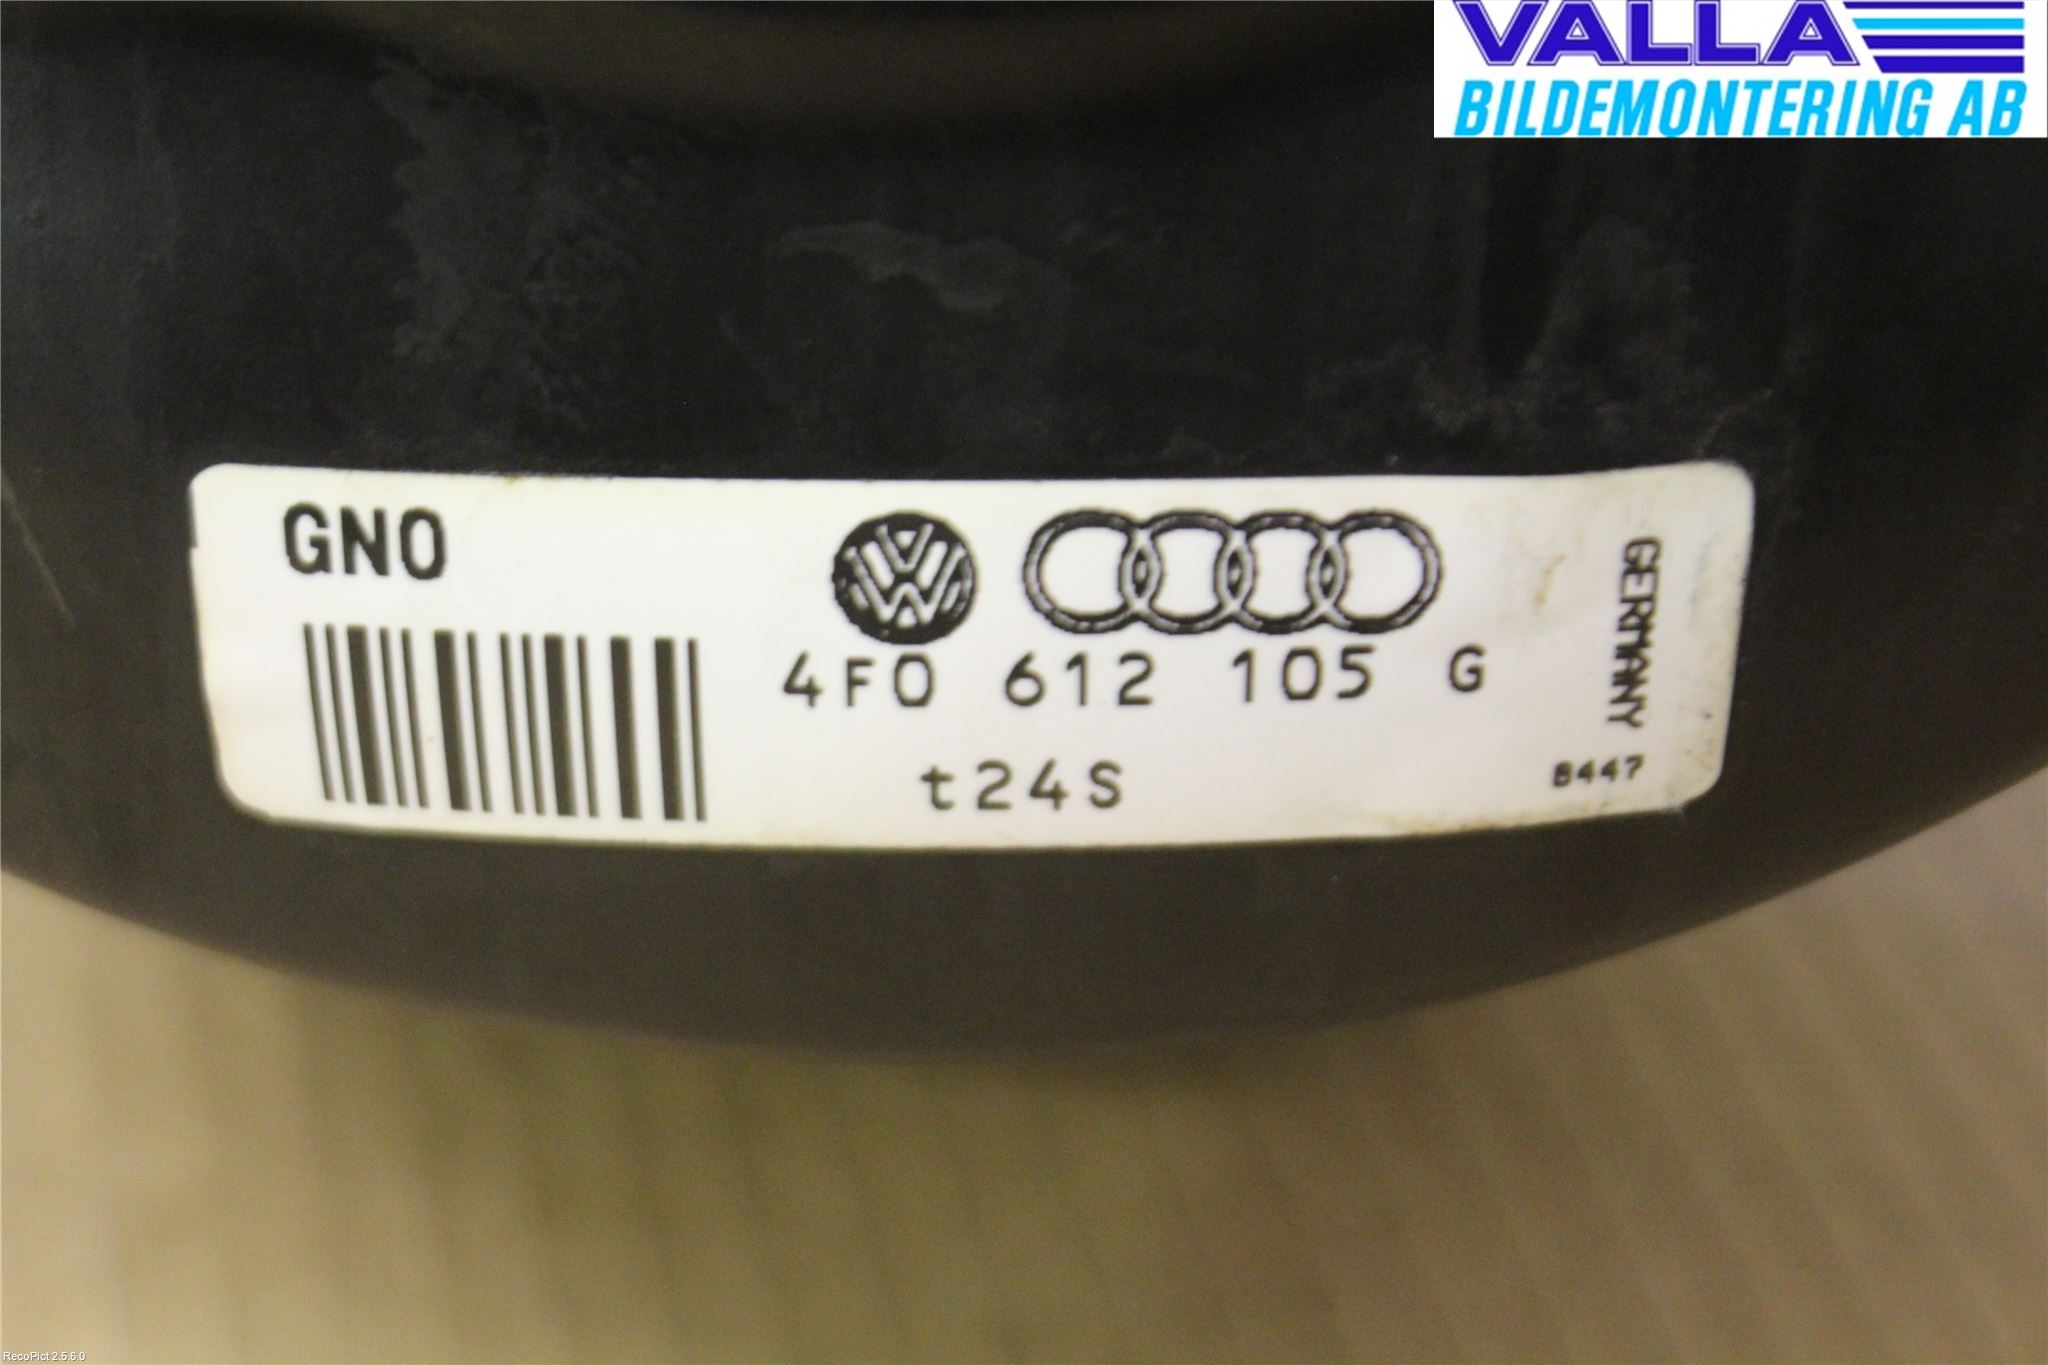 VALLA
BILDEMONTERING AB
GNO
4F0 612 105 G
t24S
GERMANY
8447
RecoPict 2.5.6.0